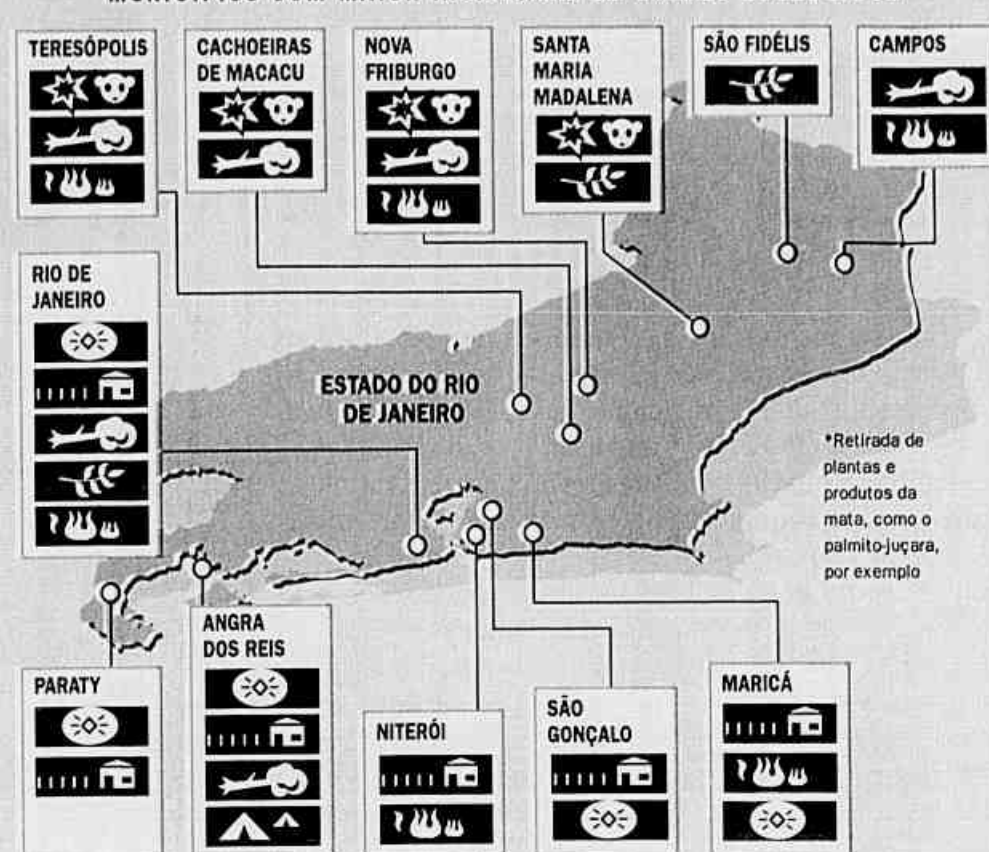 TERESÓPOLIS
CACHOEIRAS
DE MACACU
NOVA
FRIBURGO
SANTA
MARIA
MADALENA
SÃO FIDÉLIS
CAMPOS
RIO DE
JANEIRO
ESTADO DO RIO
DE JANEIRO
*Retirada de
plantas e
produtos da
mata, como o
palmito-juçara,
por exemplo
PARATY
ANGRA
DOS REIS
NITERÓI
SÃO
GONÇALO
MARICÁ